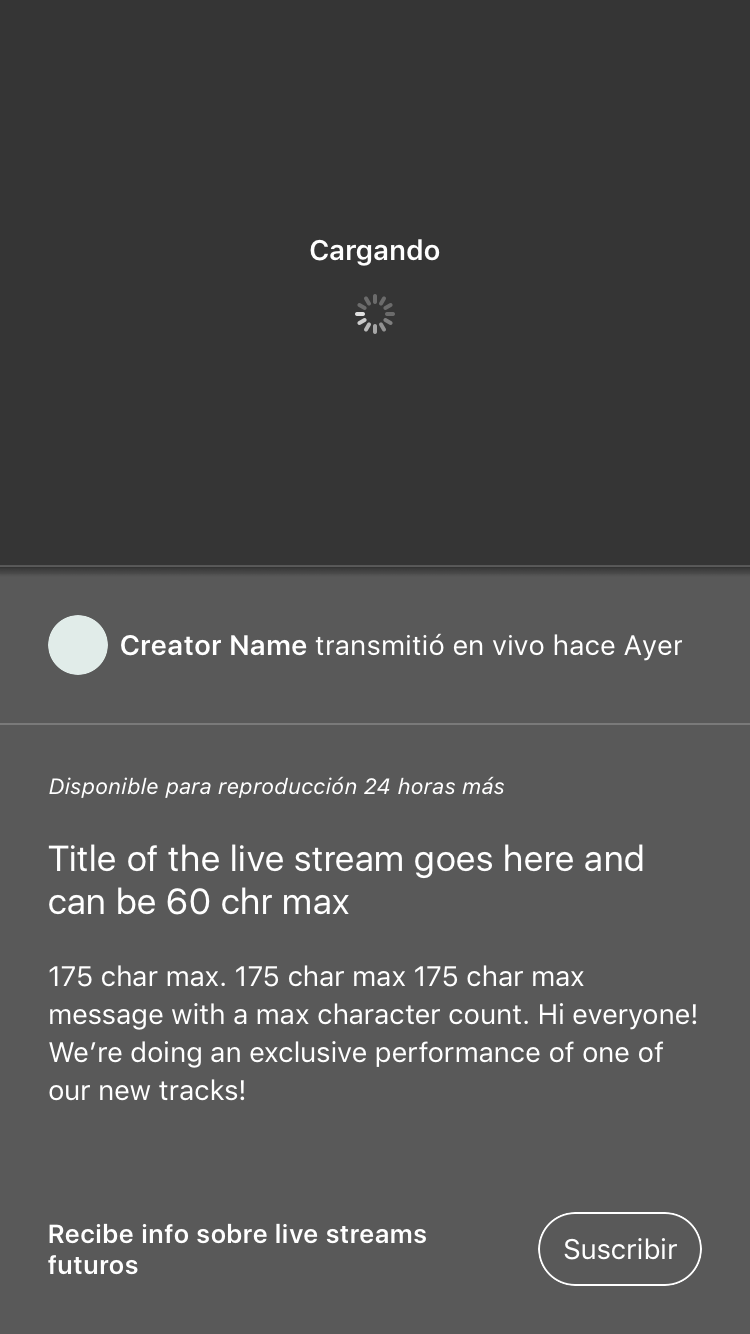 Cargando
Creator Name transmitió en vivo hace Ayer
Disponible para reproducción 24 horas más
Title of the live stream goes here and
can be 60 chr max
175 char max. 175 char max 175 char max
message with a max character count. Hi everyone!
We’re doing an exclusive performance of one of
our new tracks!
Recibe info sobre live streams
futuros
Suscribir